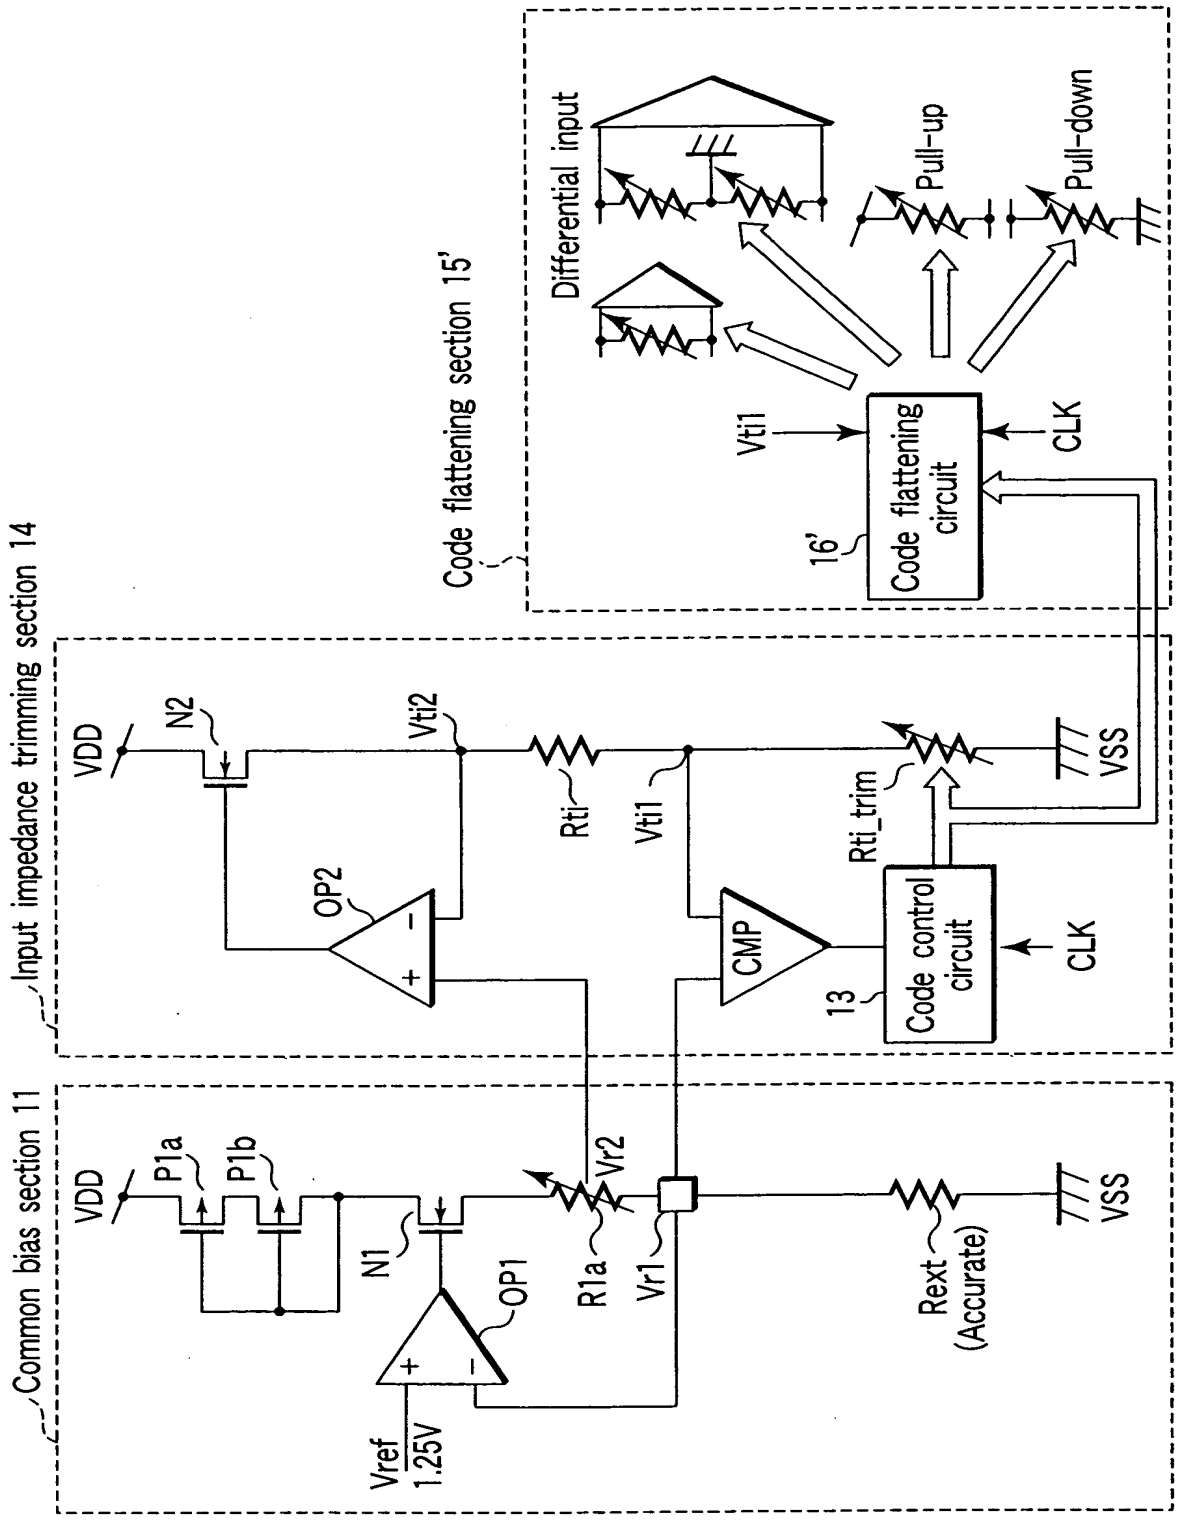 Common bias section 11
VDD
P1a
P1b
N1
Vref
1.25V
+
−
OP1
R1a
Vr2
Vr1
Rext
(Accurate)
VSS
Input impedance trimming section 14
VDD
N2
OP2
+
−
Vti2
Rti
Vti1
CMP
Rti_trim
13
Code control
circuit
CLK
VSS
Code flattening section 15'
Differential input
Pull-up
Pull-down
Vti1
16'
Code flattening
circuit
CLK